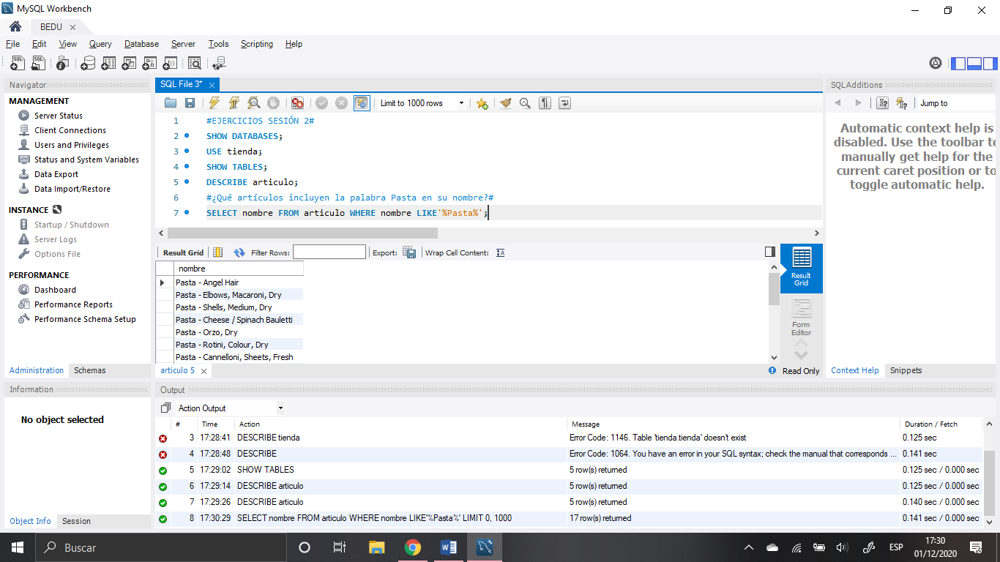 MySQL Workbench
BEDU
File Edit View Query Database Server Tools Scripting Help
Navigator
MANAGEMENT
Server Status
Client Connections
Users and Privileges
Status and System Variables
Data Export
Data Import/Restore
INSTANCE
Startup / Shutdown
Server Logs
Options File
PERFORMANCE
Dashboard
Performance Reports
Performance Schema Setup
Administration Schemas
Information
No object selected
Object Info Session
SQL File 3*
Limit to 1000 rows
1 #EJERCICIOS SESIÓN 2#
2 SHOW DATABASES;
3 USE tienda;
4 SHOW TABLES;
5 DESCRIBE articulo;
6 #¿Qué artículos incluyen la palabra Pasta en su nombre?#
7 SELECT nombre FROM articulo WHERE nombre LIKE'%Pasta%';
Result Grid Filter Rows: Export: Wrap Cell Content:
nombre
Pasta - Angel Hair
Pasta - Elbows, Macaroni, Dry
Pasta - Shells, Medium, Dry
Pasta - Cheese / Spinach Bauletti
Pasta - Orzo, Dry
Pasta - Rotini, Colour, Dry
Pasta - Cannelloni, Sheets, Fresh
Result
Grid
Form
Editor
articulo 5
Read Only
SQLAdditions
Jump to
Automatic context help is
disabled. Use the toolbar to
manually get help for the
current caret position or to
toggle automatic help.
Context Help Snippets
Output
Action Output
# Time Action Message Duration / Fetch
3 17:28:41 DESCRIBE tienda Error Code: 1146. Table 'tienda.tienda' doesn't exist 0.125 sec
4 17:28:48 DESCRIBE Error Code: 1064. You have an error in your SQL syntax; check the manual that corresponds ... 0.141 sec
5 17:29:02 SHOW TABLES 5 row(s) returned 0.125 sec / 0.000 sec
6 17:29:14 DESCRIBE articulo 5 row(s) returned 0.125 sec / 0.000 sec
7 17:29:26 DESCRIBE articulo 5 row(s) returned 0.140 sec / 0.000 sec
8 17:30:29 SELECT nombre FROM articulo WHERE nombre LIKE'%Pasta%' LIMIT 0, 1000 17 row(s) returned 0.141 sec / 0.000 sec
Buscar
ESP
17:30
01/12/2020